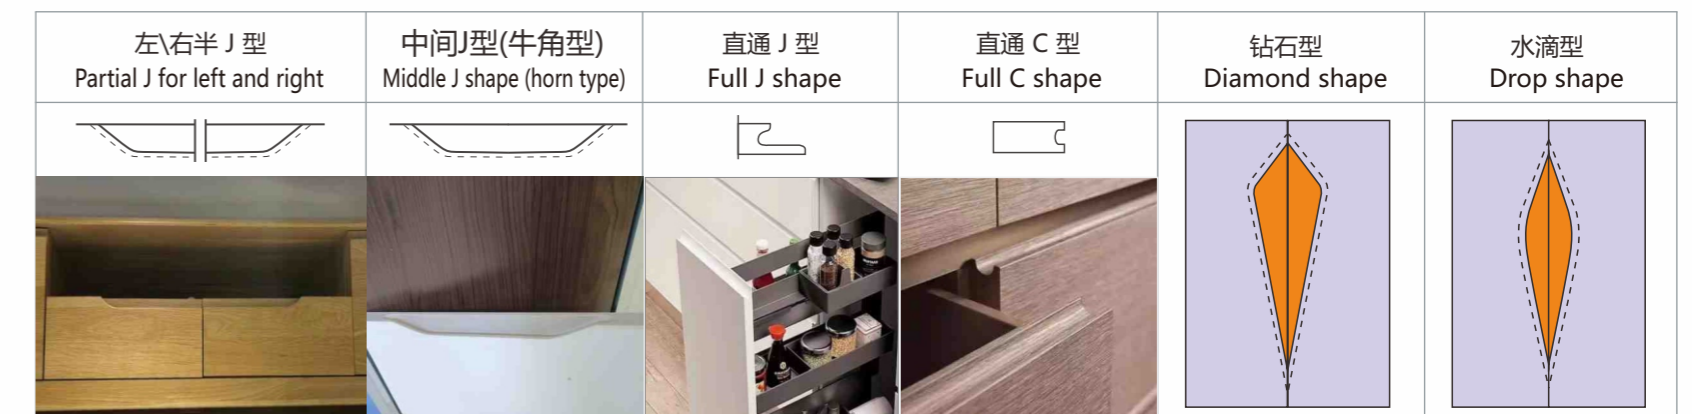 左\右半 J 型
Partial J for left and right
中间J型(牛角型)
Middle J shape (horn type)
直通 J 型
Full J shape
直通 C 型
Full C shape
钻石型
Diamond shape
水滴型
Drop shape